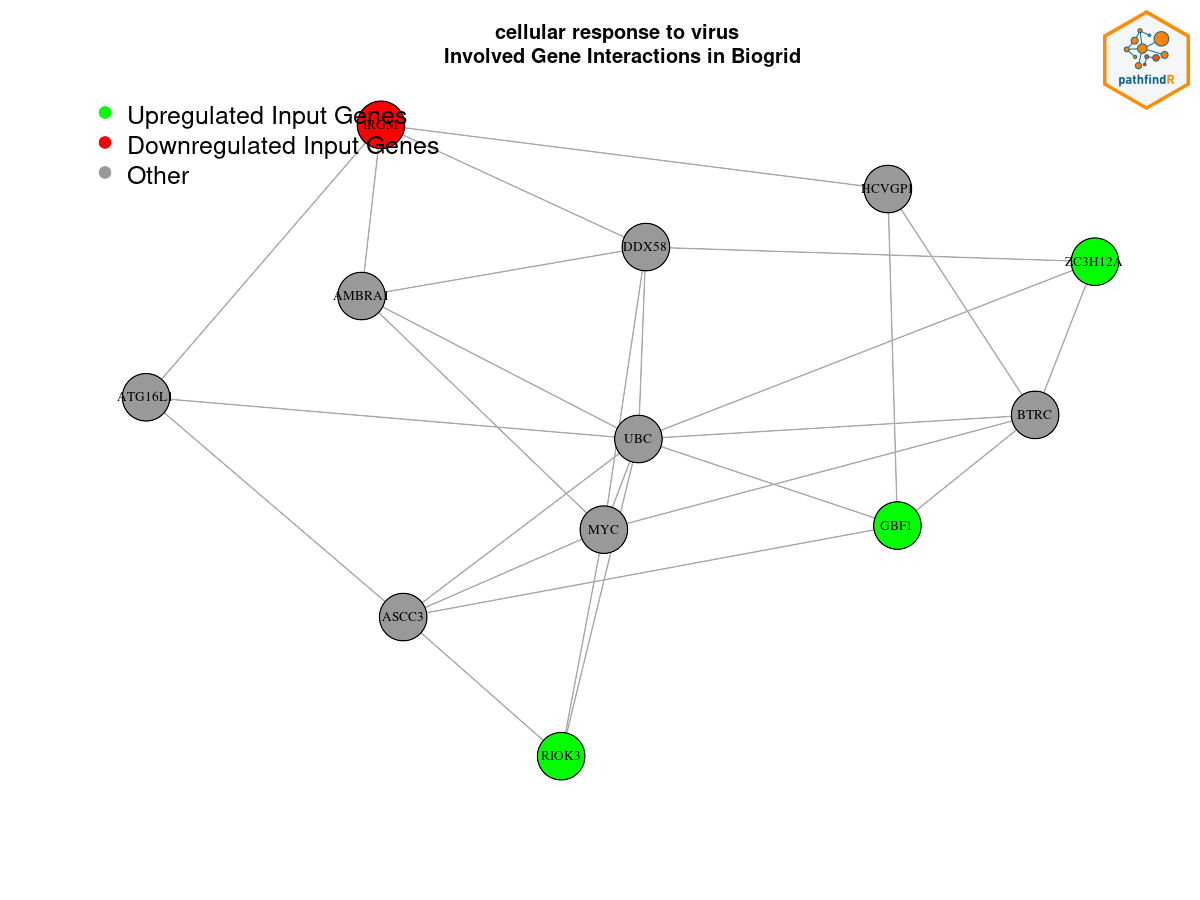 cellular response to virus
Involved Gene Interactions in Biogrid
pathfindR
Upregulated Input Genes
IRGM
Downregulated Input Genes
Other
HCVGP1
DDX58
ZC3H12A
AMBRA1
ATG16L1
BTRC
UBC
GBF1
MYC
ASCC3
RIOK3